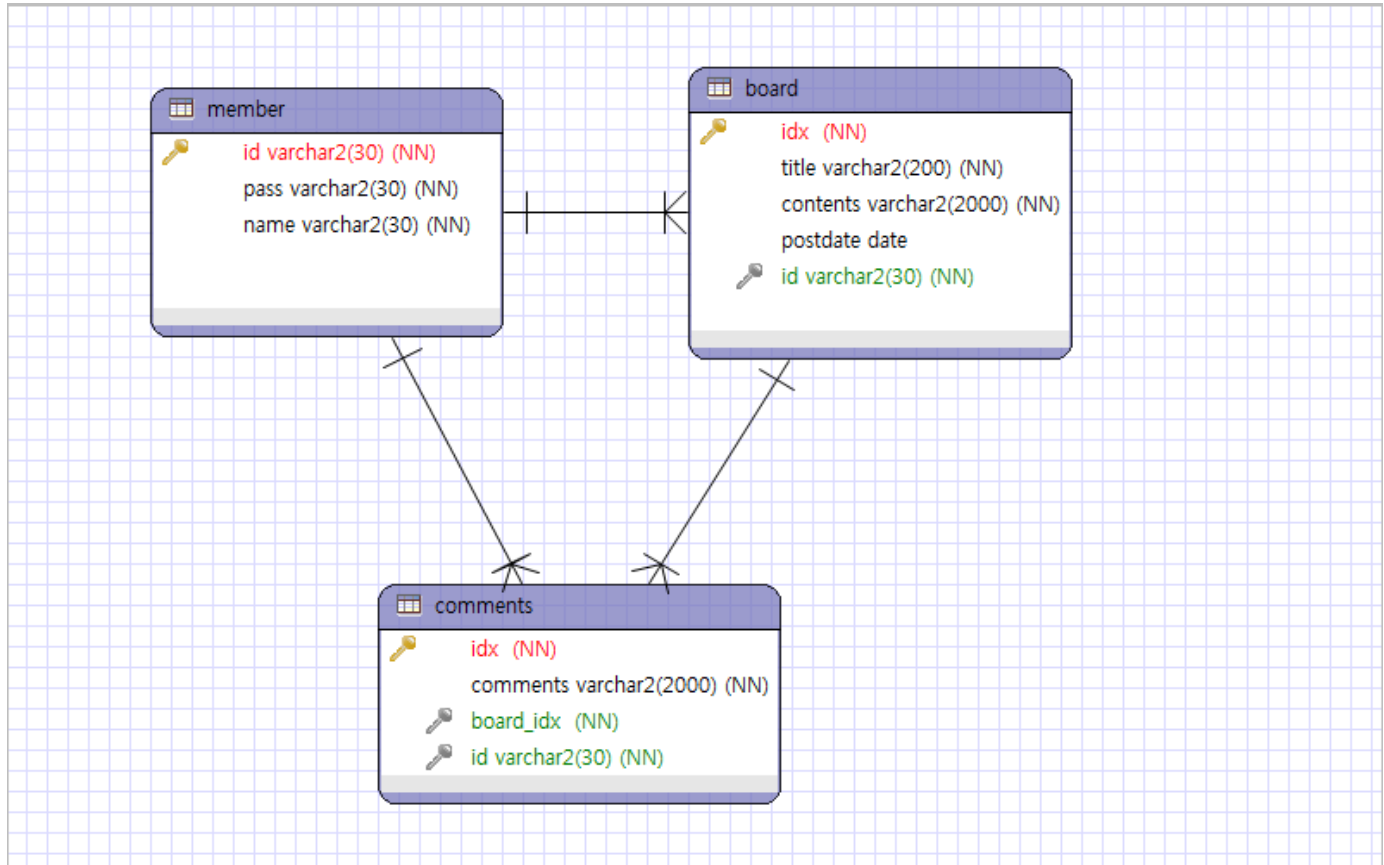 member
id varchar2(30) (NN)
pass varchar2(30) (NN)
name varchar2(30) (NN)
board
idx (NN)
title varchar2(200) (NN)
contents varchar2(2000) (NN)
postdate date
id varchar2(30) (NN)
comments
idx (NN)
comments varchar2(2000) (NN)
board_idx (NN)
id varchar2(30) (NN)